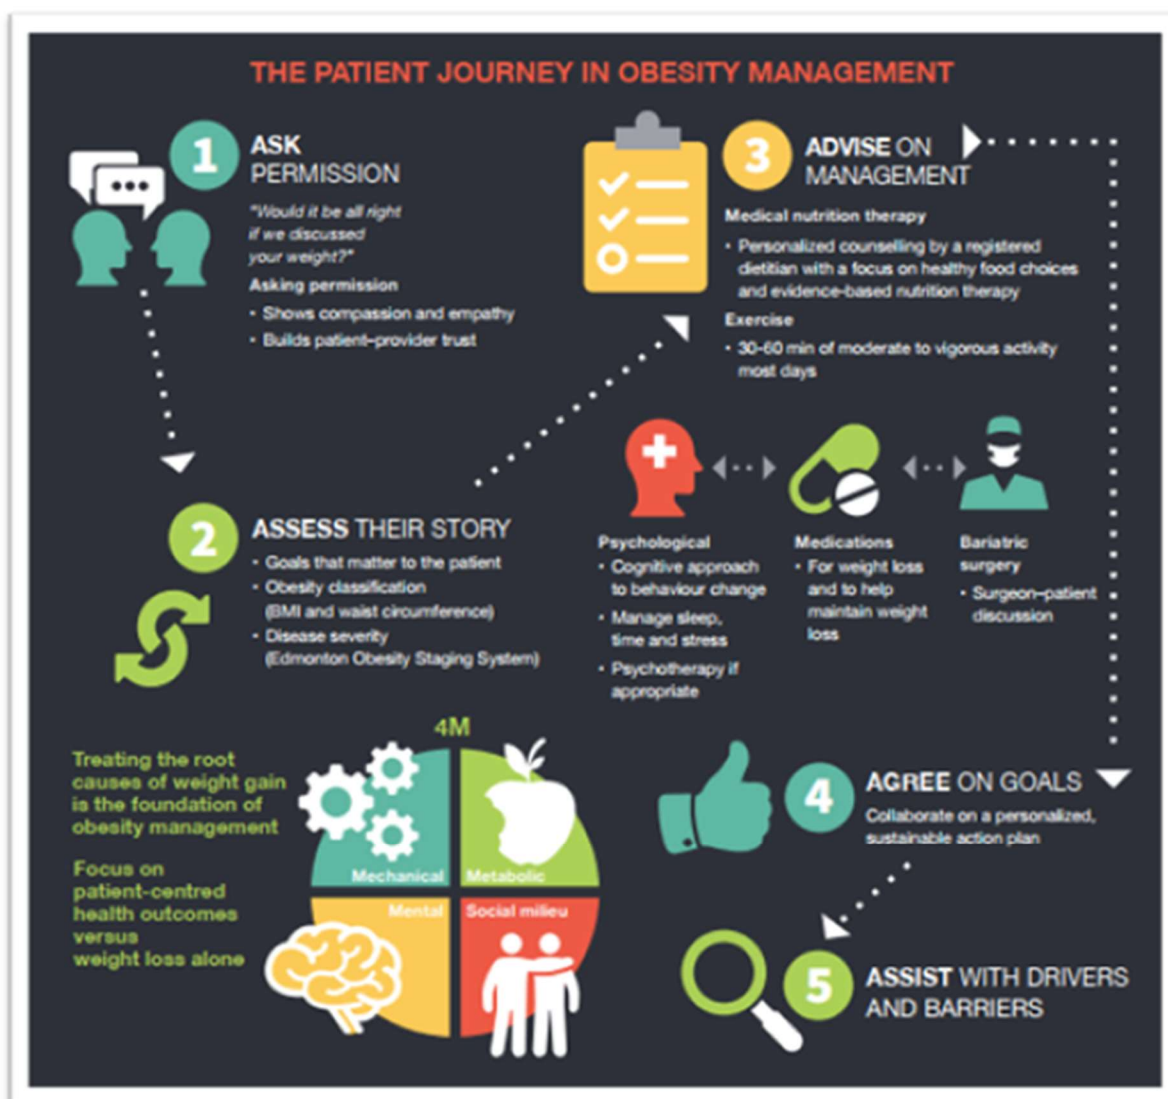 THE PATIENT JOURNEY IN OBESITY MANAGEMENT
1
ASK
PERMISSION
"Would it be all right
if we discussed
your weight?"
Asking permission
• Shows compassion and empathy
• Builds patient–provider trust
2
ASSESS THEIR STORY
• Goals that matter to the patient
• Obesity classification
(BMI and waist circumference)
• Disease severity
(Edmonton Obesity Staging System)
3
ADVISE ON
MANAGEMENT
Medical nutrition therapy
• Personalized counselling by a registered
dietitian with a focus on healthy food choices
and evidence-based nutrition therapy
Exercise
• 30-60 min of moderate to vigorous activity
most days
Psychological
• Cognitive approach
to behaviour change
• Manage sleep,
time and stress
• Psychotherapy if
appropriate
Medications
• For weight loss
and to help
maintain weight
loss
Bariatric
surgery
• Surgeon–patient
discussion
Treating the root
causes of weight gain
is the foundation of
obesity management
Focus on
patient-centred
health outcomes
versus
weight loss alone
4M
Mechanical
Metabolic
Mental
Social milieu
4
AGREE ON GOALS
Collaborate on a personalized,
sustainable action plan
5
ASSIST WITH DRIVERS
AND BARRIERS